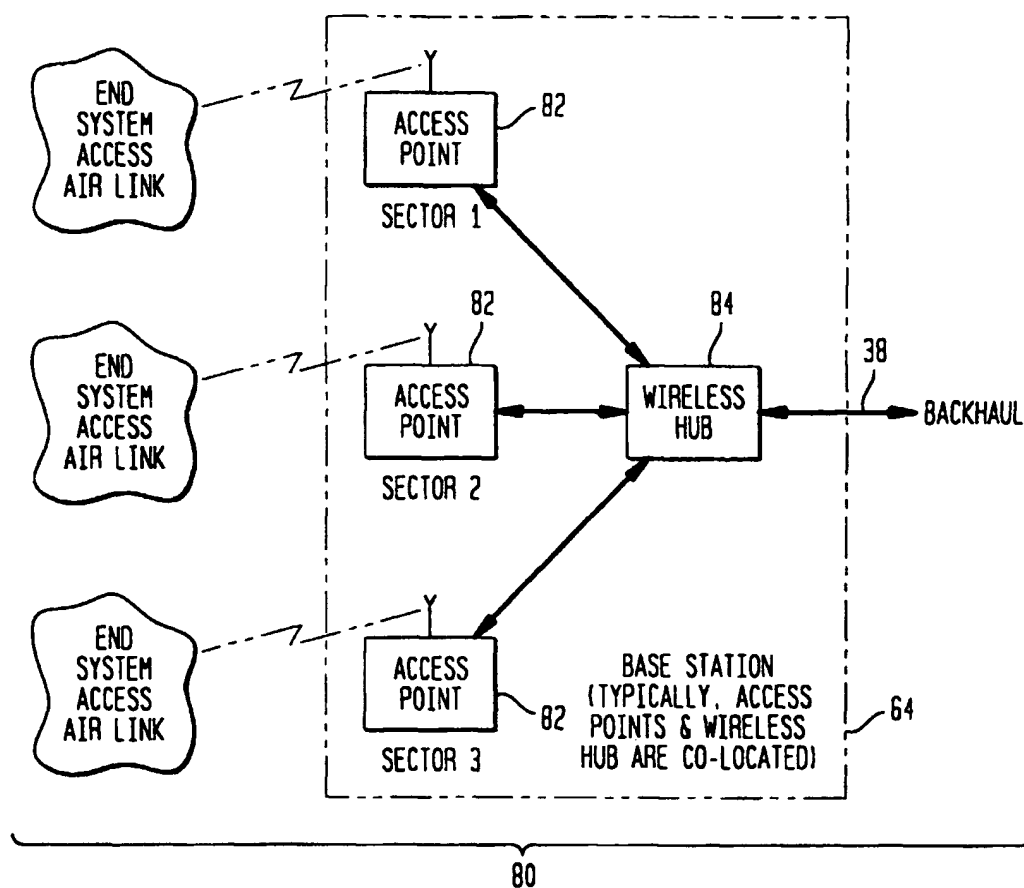 END
SYSTEM
ACCESS
AIR LINK
ACCESS
POINT
82
SECTOR 1
END
SYSTEM
ACCESS
AIR LINK
ACCESS
POINT
82
SECTOR 2
WIRELESS
HUB
84
38
BACKHAUL
END
SYSTEM
ACCESS
AIR LINK
ACCESS
POINT
82
SECTOR 3
BASE STATION
(TYPICALLY, ACCESS
POINTS & WIRELESS
HUB ARE CO-LOCATED)
64
80